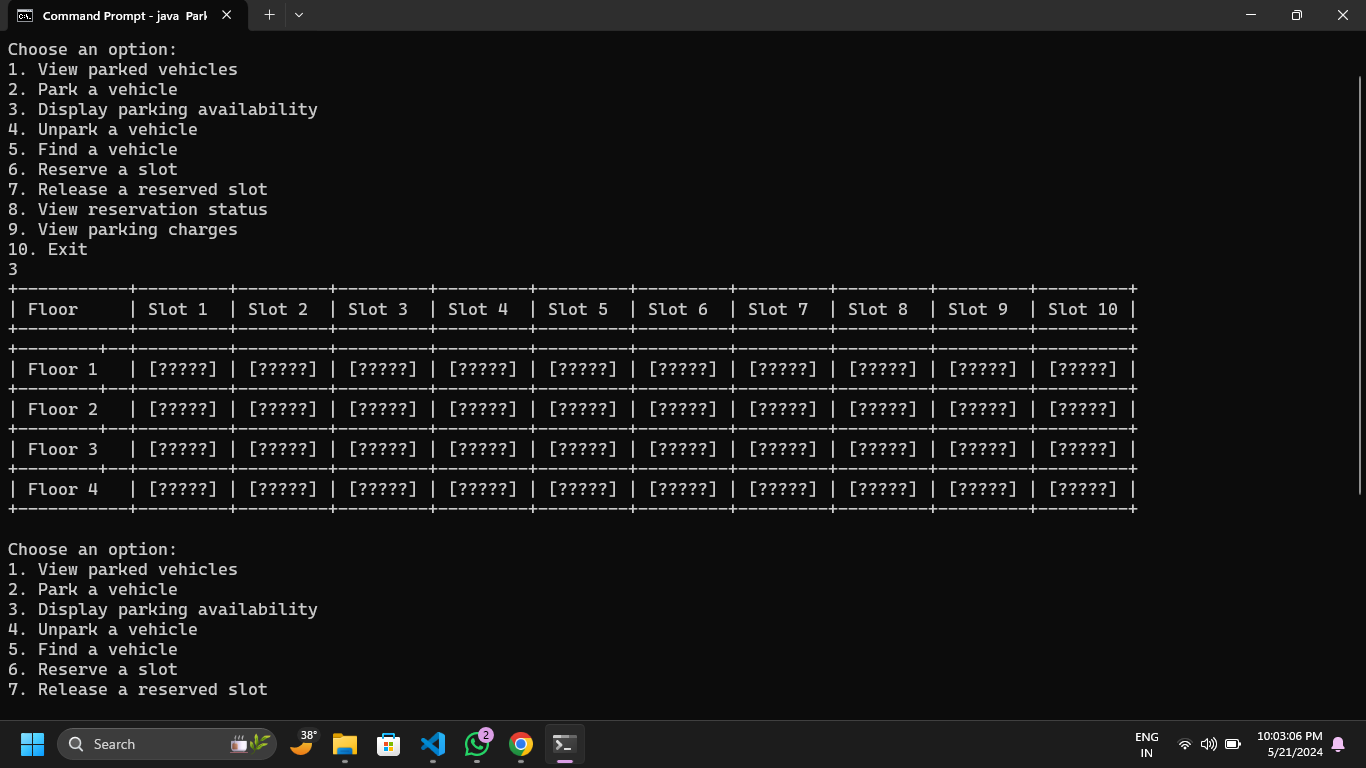 Command Prompt - java Park
Choose an option:
1. View parked vehicles
2. Park a vehicle
3. Display parking availability
4. Unpark a vehicle
5. Find a vehicle
6. Reserve a slot
7. Release a reserved slot
8. View reservation status
9. View parking charges
10. Exit
3
+-----------+---------+---------+---------+---------+---------+---------+---------+---------+---------+---------+
| Floor     | Slot 1  | Slot 2  | Slot 3  | Slot 4  | Slot 5  | Slot 6  | Slot 7  | Slot 8  | Slot 9  | Slot 10 |
+-----------+---------+---------+---------+---------+---------+---------+---------+---------+---------+---------+
+--------+--+---------+---------+---------+---------+---------+---------+---------+---------+---------+---------+
| Floor 1   | [?????] | [?????] | [?????] | [?????] | [?????] | [?????] | [?????] | [?????] | [?????] | [?????] |
+--------+--+---------+---------+---------+---------+---------+---------+---------+---------+---------+---------+
| Floor 2   | [?????] | [?????] | [?????] | [?????] | [?????] | [?????] | [?????] | [?????] | [?????] | [?????] |
+--------+--+---------+---------+---------+---------+---------+---------+---------+---------+---------+---------+
| Floor 3   | [?????] | [?????] | [?????] | [?????] | [?????] | [?????] | [?????] | [?????] | [?????] | [?????] |
+--------+--+---------+---------+---------+---------+---------+---------+---------+---------+---------+---------+
| Floor 4   | [?????] | [?????] | [?????] | [?????] | [?????] | [?????] | [?????] | [?????] | [?????] | [?????] |
+-----------+---------+---------+---------+---------+---------+---------+---------+---------+---------+---------+
Choose an option:
1. View parked vehicles
2. Park a vehicle
3. Display parking availability
4. Unpark a vehicle
5. Find a vehicle
6. Reserve a slot
7. Release a reserved slot
Search
38°
2
ENG
IN
10:03:06 PM
5/21/2024